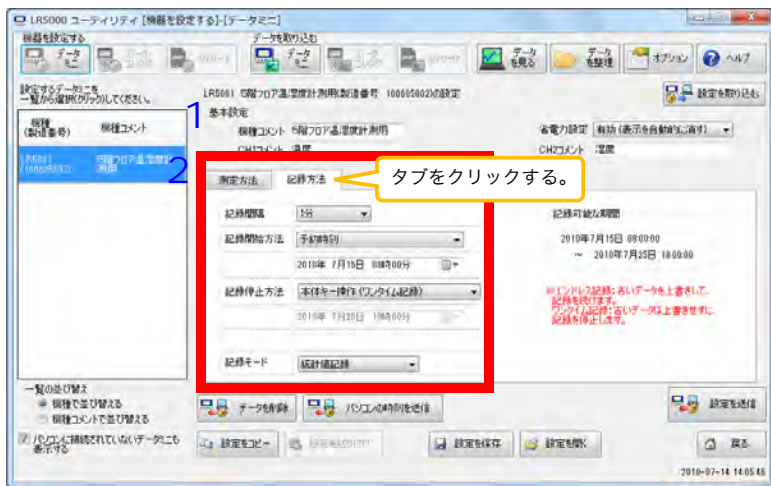 LR5000 ユーティリティ [機器を設定する]-[データミニ]
機器を設定する
データを取り込む
データミニ
データコレクタ
データミニ
データを見る
データを整理
オプション
ヘルプ
設定するデータミニを
一覧から選択(クリック)してください。
LR5001 5階フロア温湿度計測用(製造番号 100605002)の設定
設定を取り込む
1
基本設定
機種
(製造番号)
機種コメント
機種コメント 5階フロア温湿度計測用
省電力設定 有効 (表示を自動的に消す)
CH1コメント 温度
CH2コメント 湿度
LR5001
5階フロア温湿度計測用
2
測定方法
記録方法
タブをクリックする。
記録間隔 1分
記録可能な期間
記録開始方法 予約時刻
2010年 7月15日 08時00分
2010年7月15日 08:00:00
～ 2010年7月25日 18:00:00
記録停止方法 本体キー操作 (ワンタイム記録)
※エンドレス記録：古いデータを上書きして、
記録を続けます。
ワンタイム記録：古いデータは上書きせずに、
記録を停止します。
記録モード 統計値記録
一覧の並び替え
機種で並び替える
機種コメントで並び替える
データを削除
パソコンの時刻を送信
設定を送信
パソコンに接続されていないデータミニも
表示する
設定をコピー
設定を保存
設定を開く
戻る
2010-07-14 14:05:46